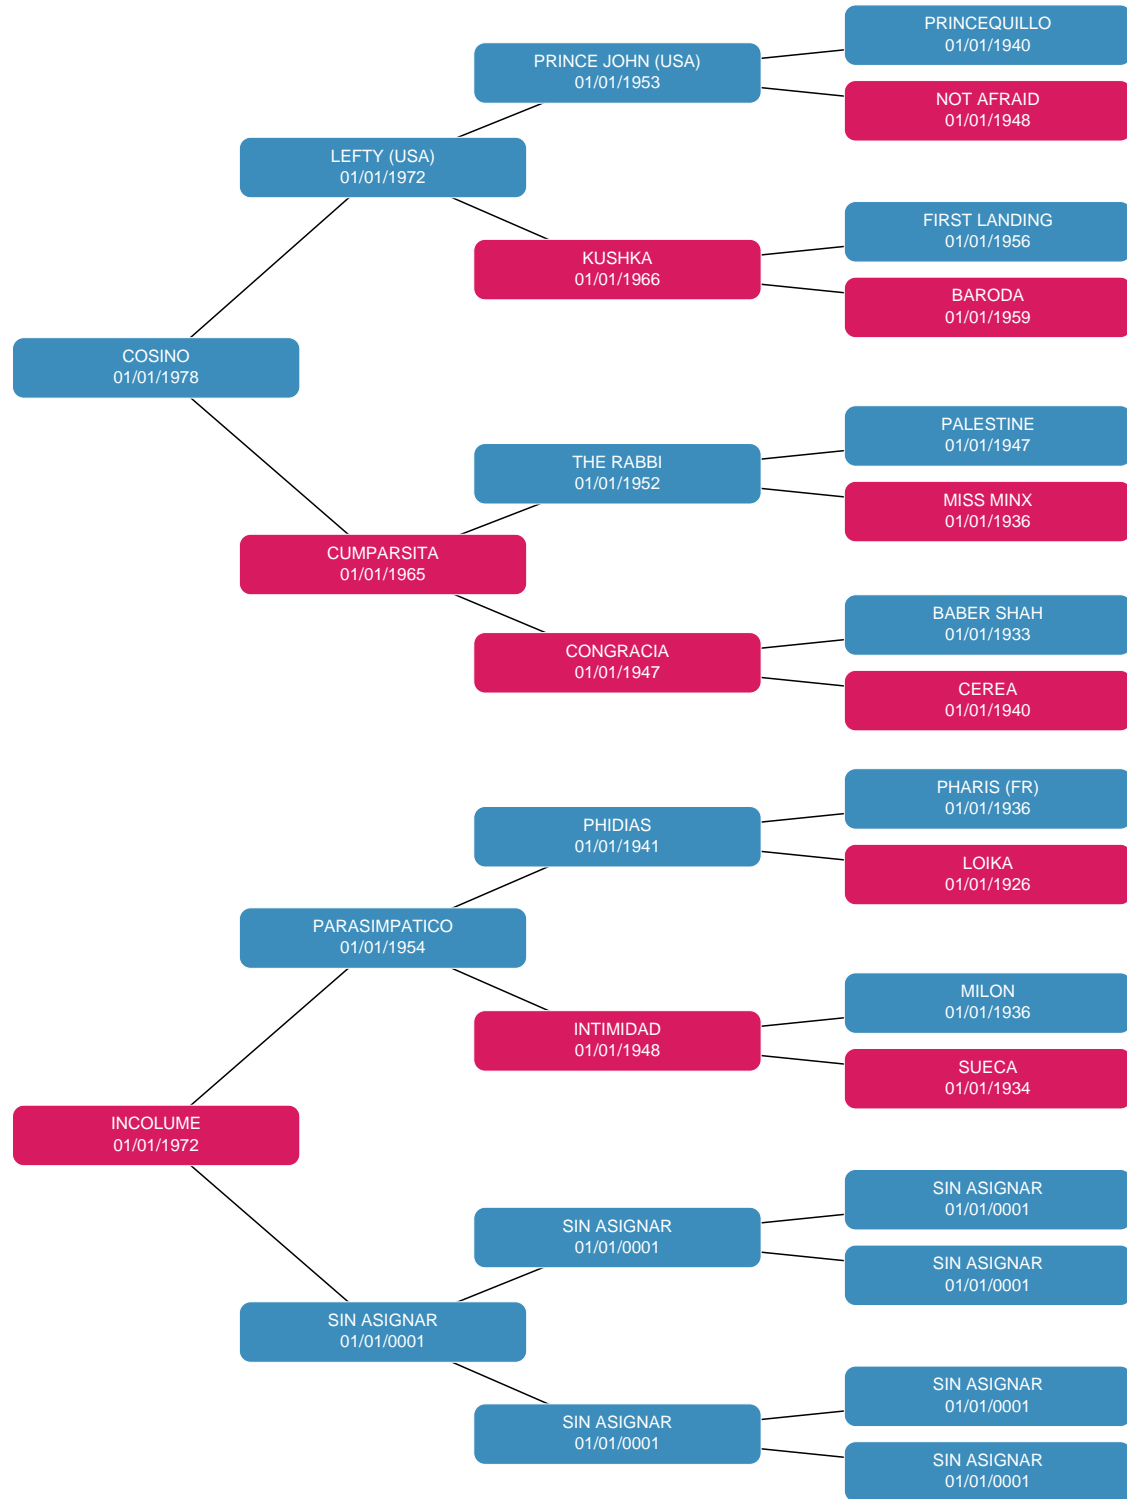 PRINCEQUILLO
01/01/1940
PRINCE JOHN (USA)
01/01/1953
NOT AFRAID
01/01/1948
LEFTY (USA)
01/01/1972
FIRST LANDING
01/01/1956
KUSHKA
01/01/1966
BARODA
01/01/1959
COSINO
01/01/1978
PALESTINE
01/01/1947
THE RABBI
01/01/1952
MISS MINX
01/01/1936
CUMPARSITA
01/01/1965
BABER SHAH
01/01/1933
CONGRACIA
01/01/1947
CEREA
01/01/1940
PHARIS (FR)
01/01/1936
PHIDIAS
01/01/1941
LOIKA
01/01/1926
PARASIMPATICO
01/01/1954
MILON
01/01/1936
INTIMIDAD
01/01/1948
SUECA
01/01/1934
INCOLUME
01/01/1972
SIN ASIGNAR
01/01/0001
SIN ASIGNAR
01/01/0001
SIN ASIGNAR
01/01/0001
SIN ASIGNAR
01/01/0001
SIN ASIGNAR
01/01/0001
SIN ASIGNAR
01/01/0001
SIN ASIGNAR
01/01/0001